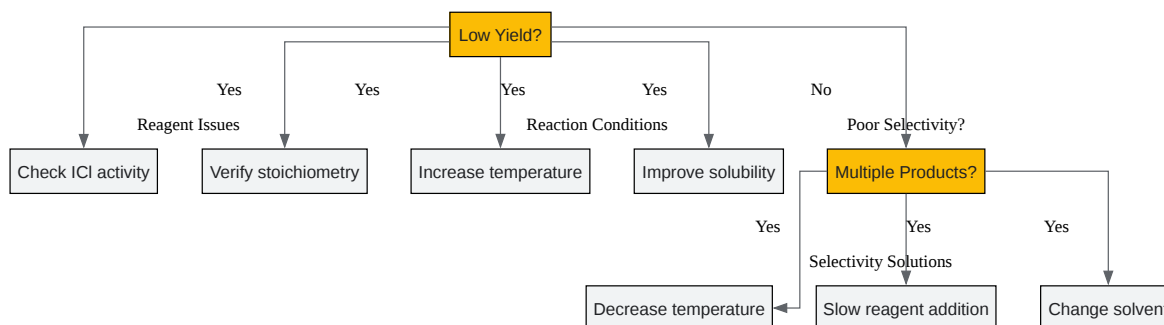 Low Yield?
Yes
Yes
Yes
Yes
No
Reagent Issues
Reaction Conditions
Poor Selectivity?
Check ICl activity
Verify stoichiometry
Increase temperature
Improve solubility
Multiple Products?
Yes
Yes
Yes
Selectivity Solutions
Decrease temperature
Slow reagent addition
Change solvent